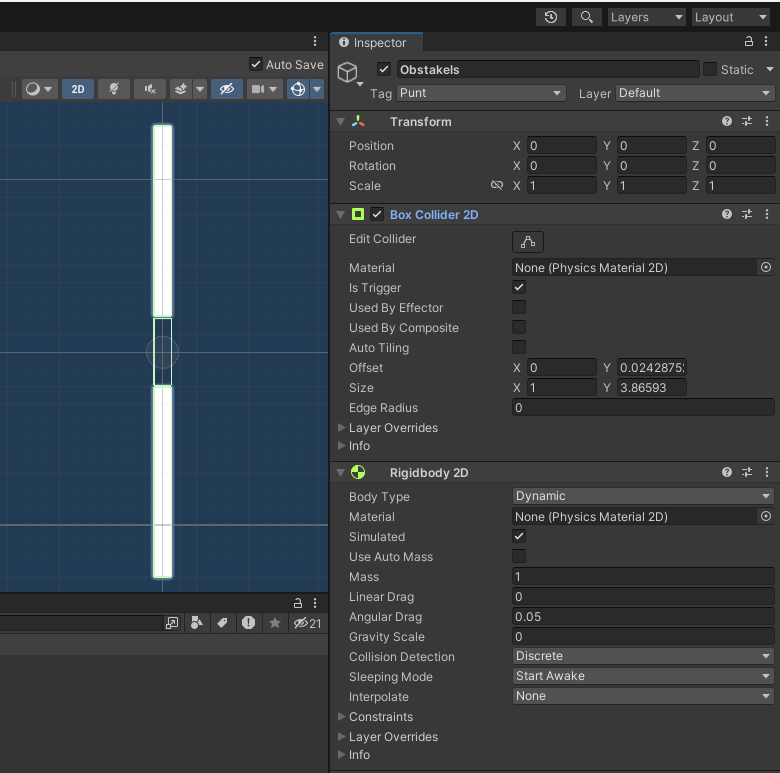 Layers Layout
Auto Save
2D
21
Inspector
Obstakels Static
Tag Punt Layer Default
Transform
Position X 0 Y 0 Z 0
Rotation X 0 Y 0 Z 0
Scale X 1 Y 1 Z 1
Box Collider 2D
Edit Collider
Material None (Physics Material 2D)
Is Trigger
Used By Effector
Used By Composite
Auto Tiling
Offset X 0 Y 0.0242875
Size X 1 Y 3.86593
Edge Radius 0
Layer Overrides
Info
Rigidbody 2D
Body Type Dynamic
Material None (Physics Material 2D)
Simulated
Use Auto Mass
Mass 1
Linear Drag 0
Angular Drag 0.05
Gravity Scale 0
Collision Detection Discrete
Sleeping Mode Start Awake
Interpolate None
Constraints
Layer Overrides
Info